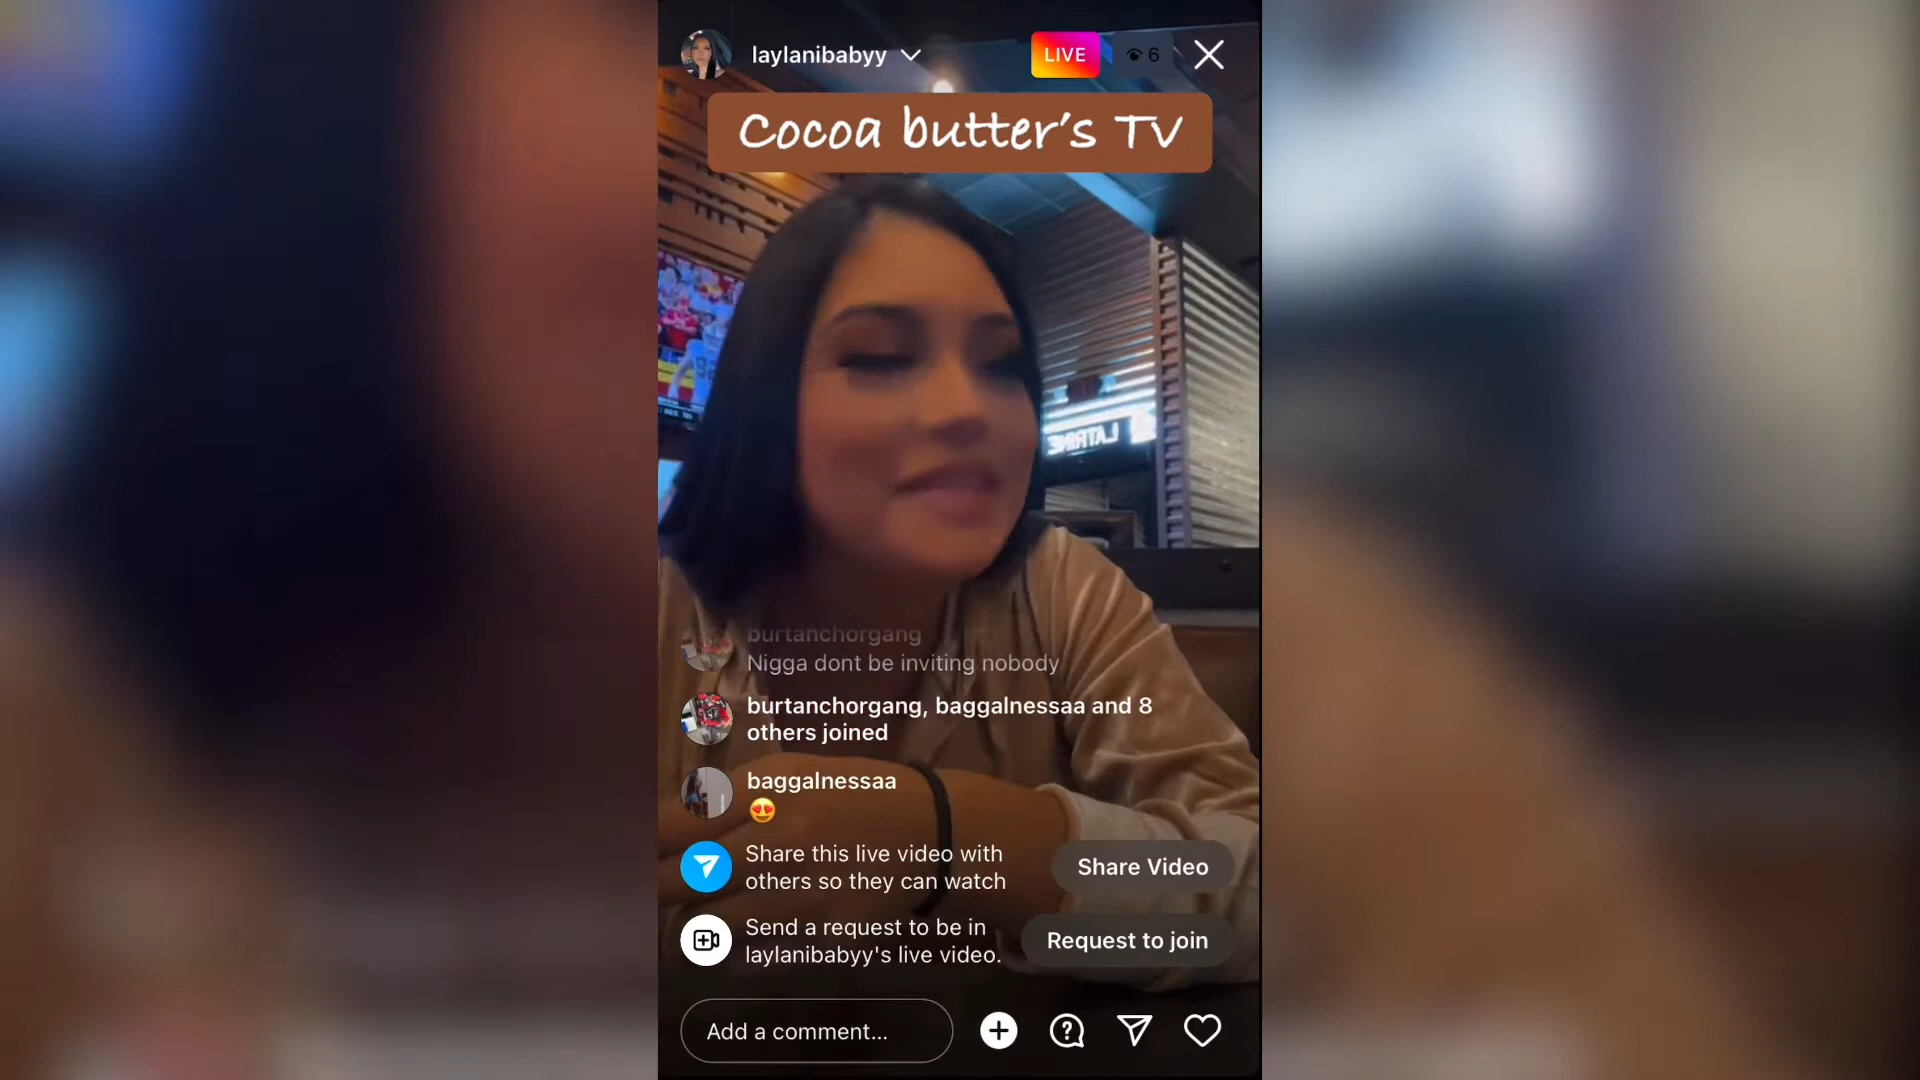 laylanibabyy
LIVE
6
Cocoa butter's TV
LATRINE
burtanchorgang
Nigga dont be inviting nobody
burtanchorgang, baggalnessaa and 8
others joined
baggalnessaa
😍
Share this live video with
others so they can watch
Share Video
Send a request to be in
laylanibabyy's live video.
Request to join
Add a comment...